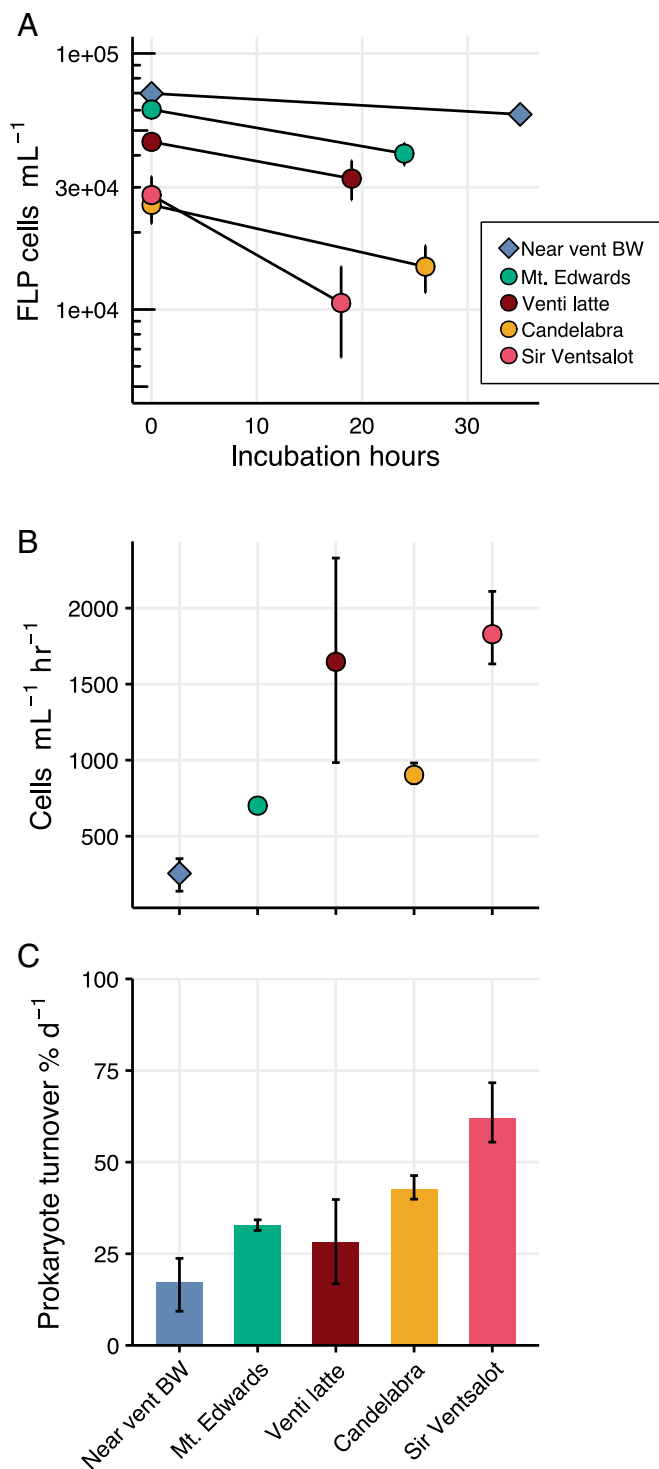 A
1e+05
3e+04
1e+04
FLP cells mL⁻¹
0 10 20 30
Incubation hours
Near vent BW
Mt. Edwards
Venti latte
Candelabra
Sir Ventsalot
B
2000
1500
1000
500
Cells mL⁻¹ hr⁻¹
C
100
75
50
25
0
Prokaryote turnover % d⁻¹
Near vent BW
Mt. Edwards
Venti latte
Candelabra
Sir Ventsalot